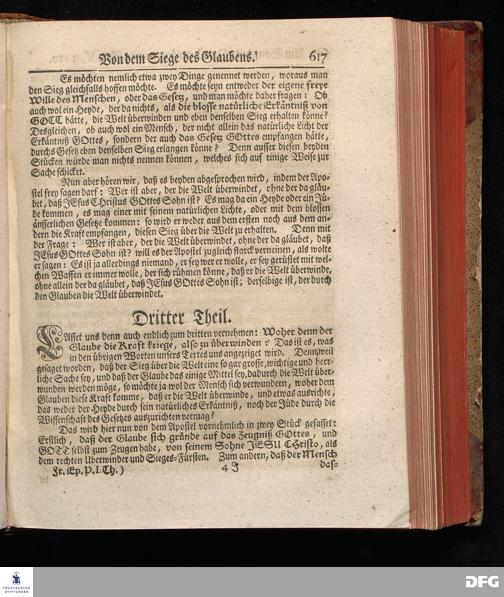 Von dem Siege des Glaubens. 617
Es möchten nemlich etwa zwey Dinge genennet werden, woraus man
den Sieg gleichfalls hoffen möchte. Es möchte seyn entweder der eigene freye
Wille des Menschen, oder das Gesetz, und man möchte daher fragen: Ob
auch wol ein Heyde, der da nichts, als die blosse natürliche Erkäntniß von
GOTT hätte, die Welt überwinden und eben denselben Sieg erhalten könne?
Desgleichen, ob auch wol ein Mensch, der nicht allein das natürliche Licht der
Erkäntniß GOttes, sondern der auch das Gesetz GOttes empfangen hätte,
durchs Gesetz eben denselben Sieg erlangen könne? Denn ausser diesen beyden
Stücken würde man nichts nennen können, welches sich auf einige Weise zur
Sache schicket.
Nun aber hören wir, daß es beyden abgesprochen wird, indem der Apo-
stel fragen darf: Wer ist aber, der die Welt überwindet, ohne der da gläu-
bet, daß JEsus CHristus GOttes Sohn ist? Es mag da ein Heyde oder ein Jü-
de kommen, es mag einer mit seinem natürlichen Lichte, oder mit dem blossen
äusserlichen Gesetze kommen: so wird er weder aus dem ersten noch aus dem an-
dern die Kraft empfangen, diesen Sieg über die Welt zu erhalten. Denn mit
der Frage: Wer ist aber, der die Welt überwindet, ohne der da gläubet, daß
JEsus GOttes Sohn ist? will es der Apostel zugleich starck verneinen, als wolte
er sagen: Es ist ja allerdings niemand, er sey wer er wolle, er sey gerüstet mit wel-
chen Waffen er immer wolle, der sich rühmen könne, daß er die Welt überwinde,
ohne allein der da gläubet, daß JEsus GOttes Sohn ist; derselbige ist, der durch
den Glauben die Welt überwindet.
Dritter Theil.
LAsset uns denn auch endlich zum dritten vernehmen: Woher denn der
Glaube die Kraft kriege, also zu überwinden? Das ist es, was
in den übrigen Worten unsers Textes uns angezeiget wird. Denn weil
gesaget worden, daß der Sieg über die Welt eine so gar grosse, wichtige und herr-
liche Sache sey, und daß der Glaube das einige Mittel sey, dadurch die Welt über-
wunden werden möge, so möchte ja wol der Mensch sich verwundern, woher dem
Glauben diese Kraft komme, daß er die Welt überwinde, und etwas auswirckte,
das weder der Heyde durch sein natürliches Erkäntniß, noch der Jüde durch die
Wissenschaft des Gesetzes auszurichten vermag?
Das wird hier nun von dem Apostel vornehmlich in zwey Stück gefasset:
Erstlich, daß der Glaube sich gründe auf das Zeugniß GOttes, und
GOTT selbst zum Zeugen habe, von seinem Sohne JESU CHristo, als
dem rechten Uberwinder und Sieges-Fürsten. Zum andern, daß der Mensch
Fr. Ep. P. I. Th.) 4 J das-
FRANCKESCHE
STIFTUNGEN
DFG